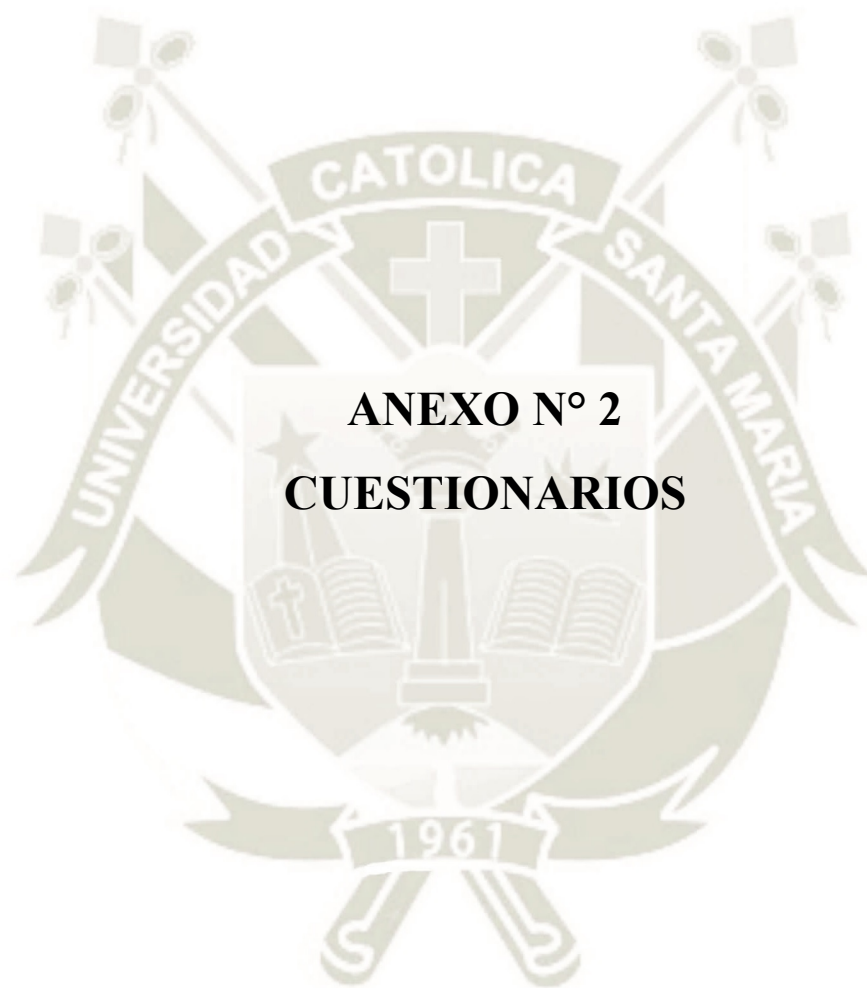 CATOLICA
UNIVERSIDAD
SANTA MARIA
ANEXO N° 2
CUESTIONARIOS
1961